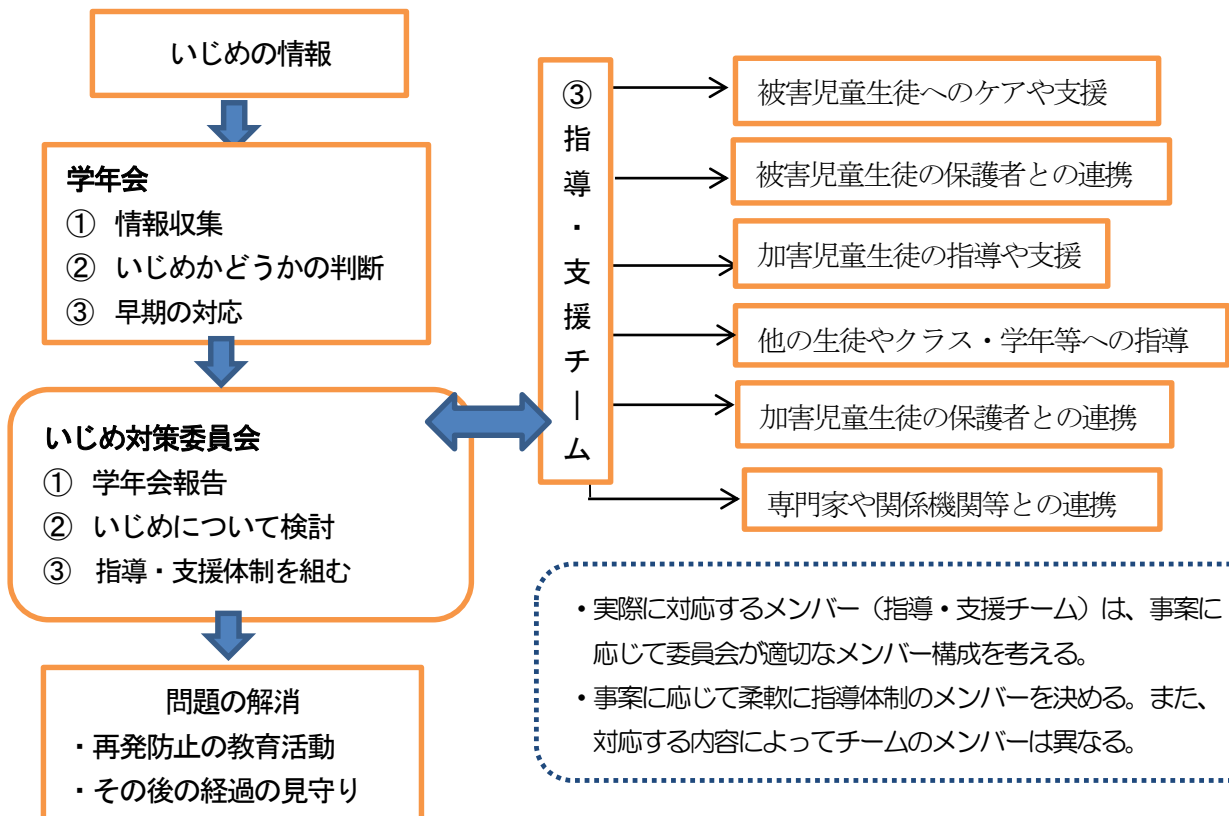 いじめの情報
学年会
① 情報収集
② いじめかどうかの判断
③ 早期の対応
いじめ対策委員会
① 学年会報告
② いじめについて検討
③ 指導・支援体制を組む
問題の解消
・再発防止の教育活動
・その後の経過の見守り
③指導・支援チーム
被害児童生徒へのケアや支援
被害児童生徒の保護者との連携
加害児童生徒の指導や支援
他の生徒やクラス・学年等への指導
加害児童生徒の保護者との連携
専門家や関係機関等との連携
・実際に対応するメンバー（指導・支援チーム）は、事案に
応じて委員会が適切なメンバー構成を考える。
・事案に応じて柔軟に指導体制のメンバーを決める。また、
対応する内容によってチームのメンバーは異なる。